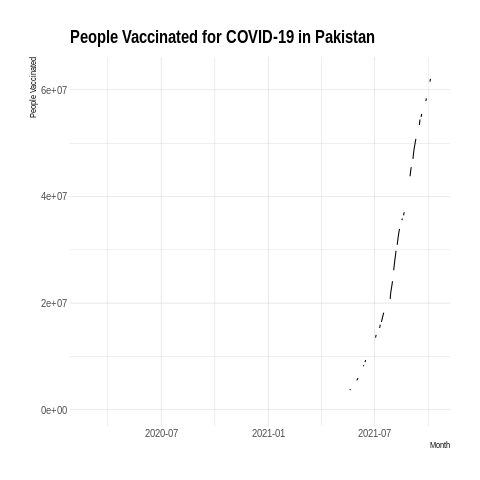 People Vaccinated for COVID-19 in Pakistan
People Vaccinated
6e+07
4e+07
2e+07
0e+00
2020-07 2021-01 2021-07
Month